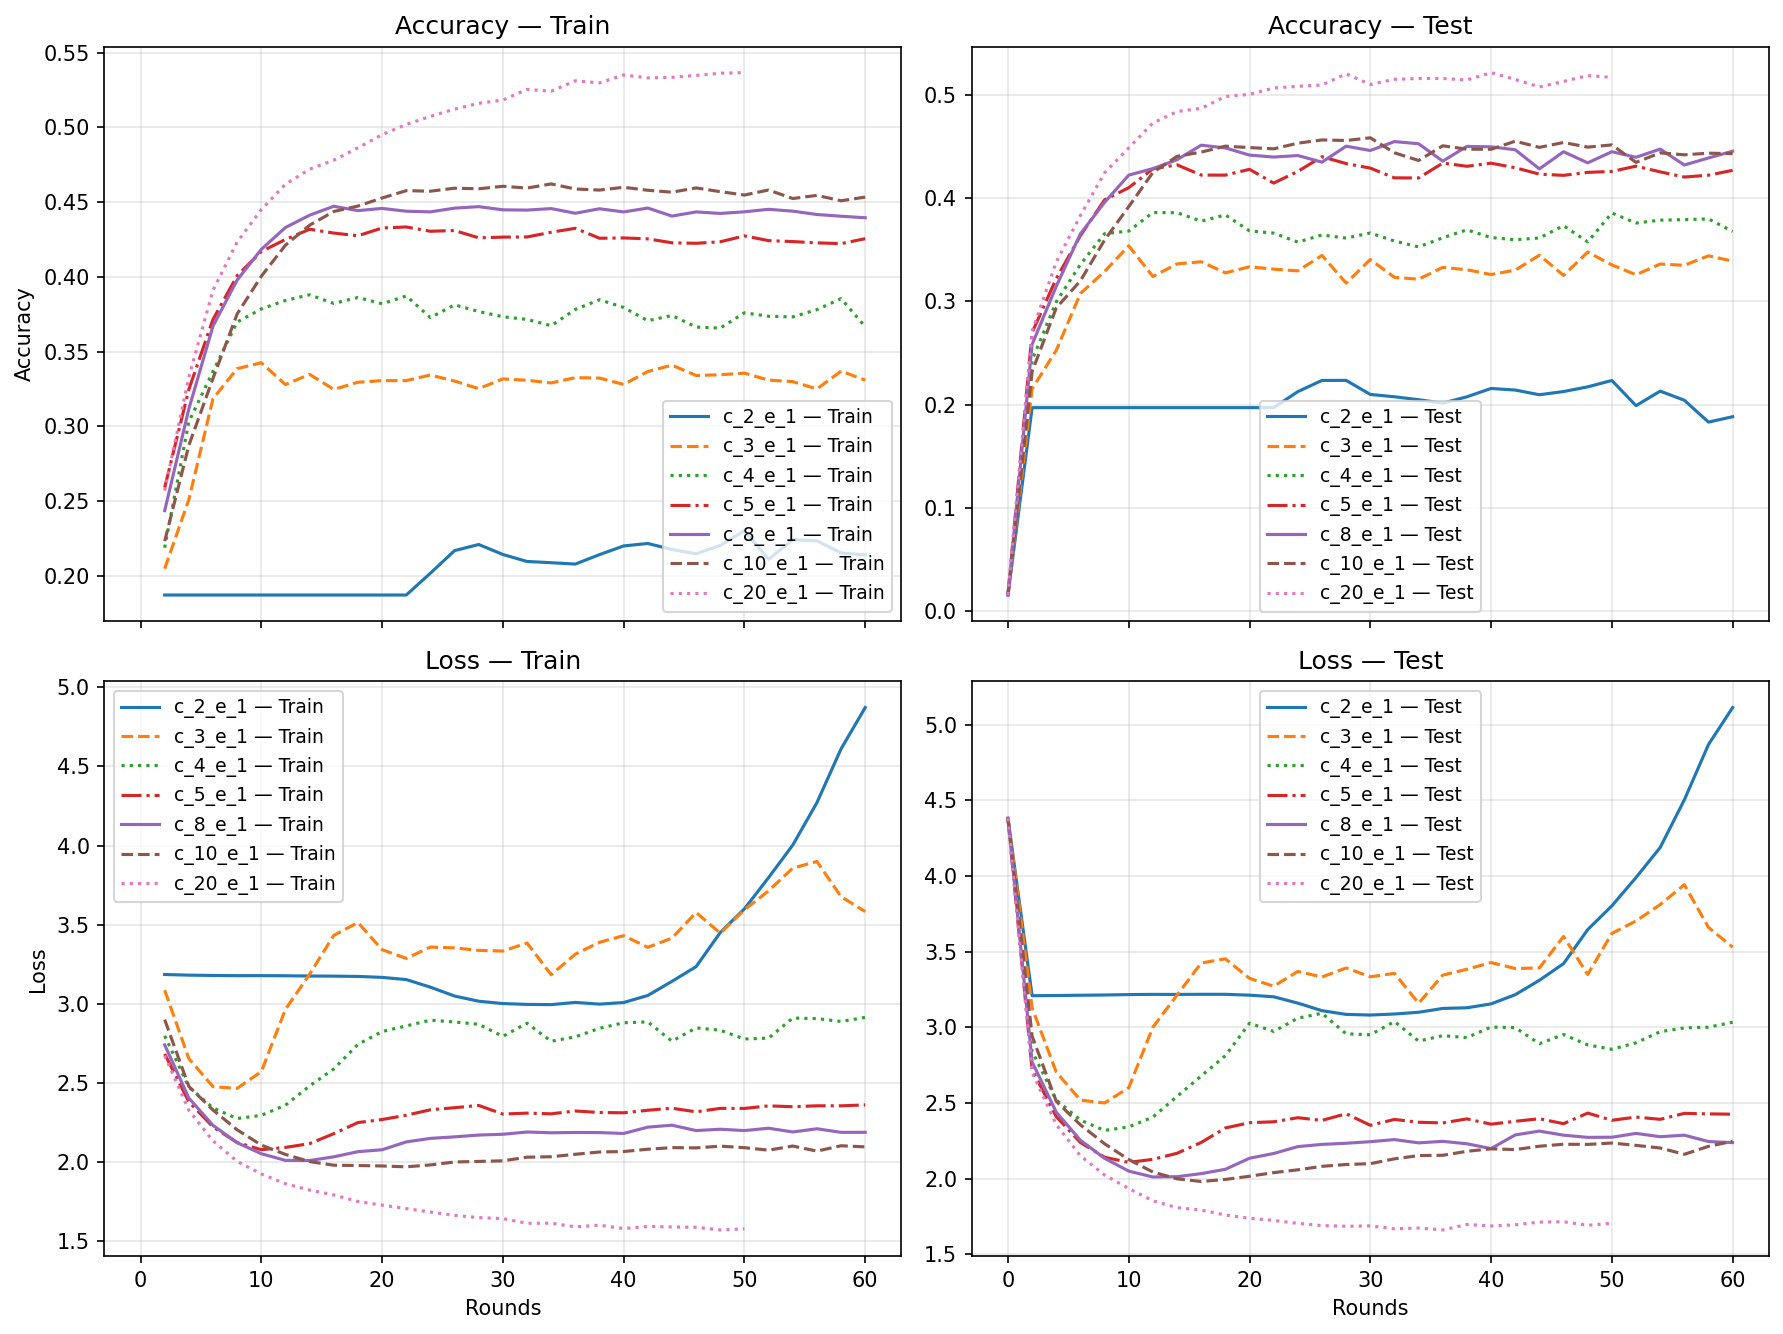 Accuracy — Train
Accuracy
0.55
0.50
0.45
0.40
0.35
0.30
0.25
0.20
c_2_e_1 — Train
c_3_e_1 — Train
c_4_e_1 — Train
c_5_e_1 — Train
c_8_e_1 — Train
c_10_e_1 — Train
c_20_e_1 — Train
Accuracy — Test
0.5
0.4
0.3
0.2
0.1
0.0
c_2_e_1 — Test
c_3_e_1 — Test
c_4_e_1 — Test
c_5_e_1 — Test
c_8_e_1 — Test
c_10_e_1 — Test
c_20_e_1 — Test
Loss — Train
Loss
5.0
4.5
4.0
3.5
3.0
2.5
2.0
1.5
c_2_e_1 — Train
c_3_e_1 — Train
c_4_e_1 — Train
c_5_e_1 — Train
c_8_e_1 — Train
c_10_e_1 — Train
c_20_e_1 — Train
0 10 20 30 40 50 60
Rounds
Loss — Test
5.0
4.5
4.0
3.5
3.0
2.5
2.0
1.5
c_2_e_1 — Test
c_3_e_1 — Test
c_4_e_1 — Test
c_5_e_1 — Test
c_8_e_1 — Test
c_10_e_1 — Test
c_20_e_1 — Test
0 10 20 30 40 50 60
Rounds